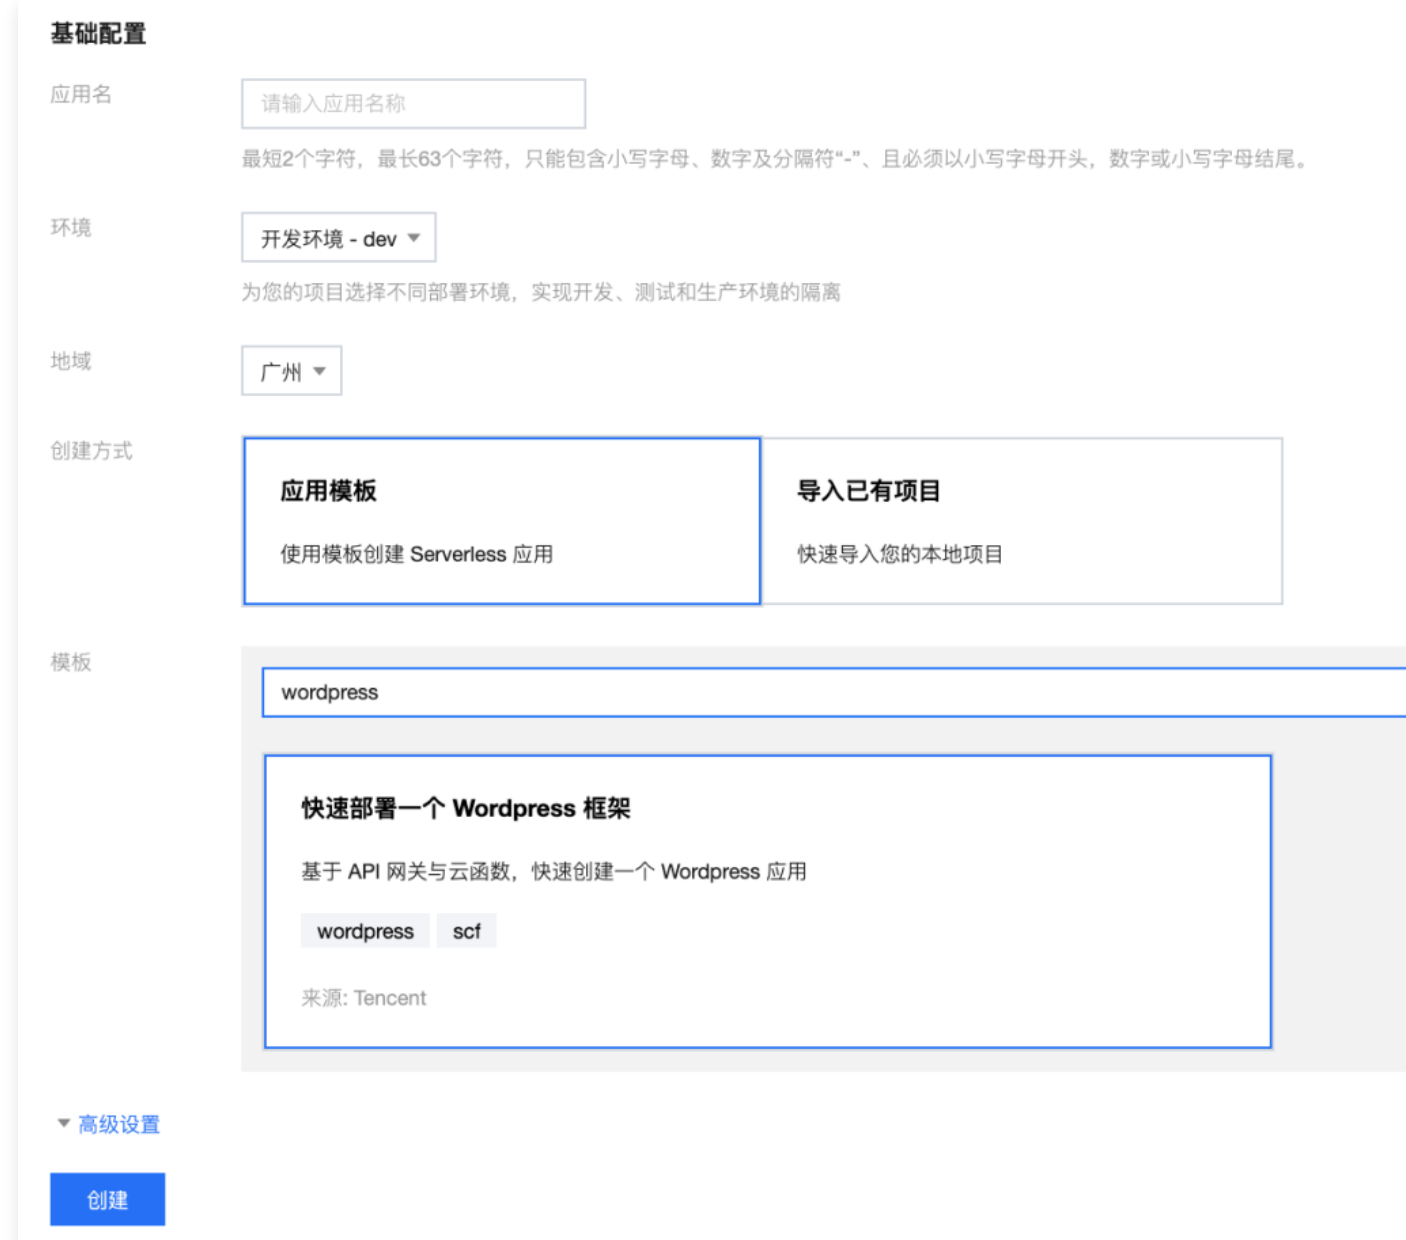 基础配置
应用名
请输入应用名称
最短2个字符，最长63个字符，只能包含小写字母、数字及分隔符“-”、且必须以小写字母开头，数字或小写字母结尾。
环境
开发环境 - dev
为您的项目选择不同部署环境，实现开发、测试和生产环境的隔离
地域
广州
创建方式
应用模板
使用模板创建 Serverless 应用
导入已有项目
快速导入您的本地项目
模板
wordpress
快速部署一个 Wordpress 框架
基于 API 网关与云函数，快速创建一个 Wordpress 应用
wordpress scf
来源: Tencent
高级设置
创建